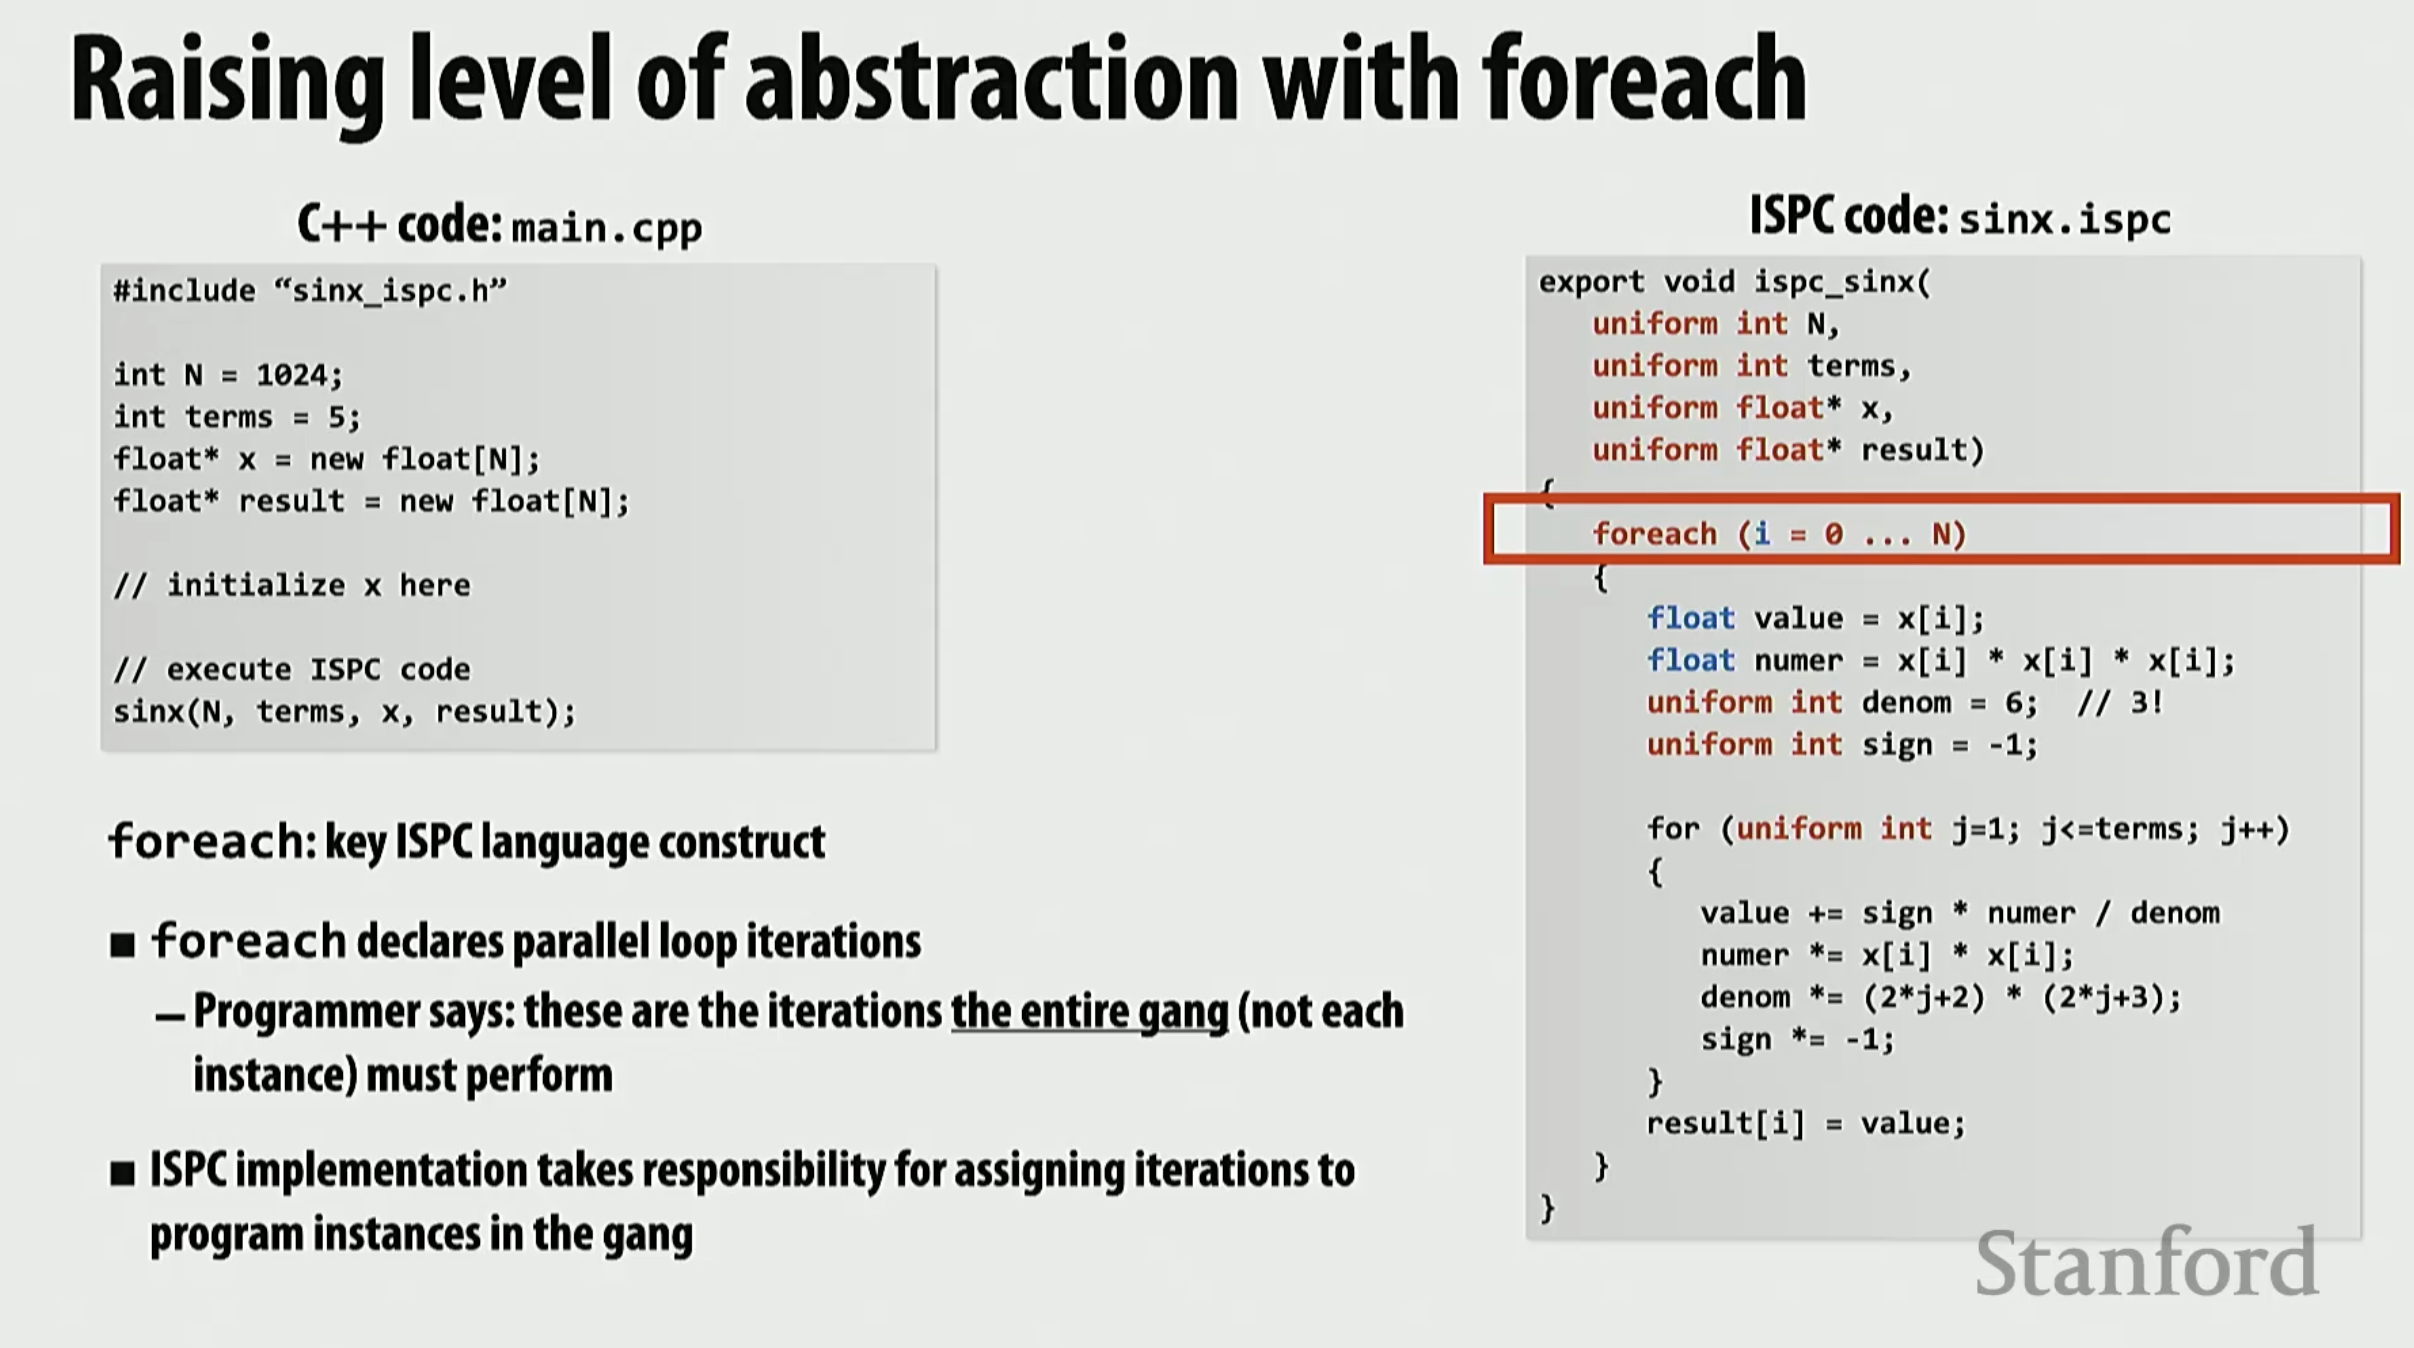 Raising level of abstraction with foreach
C++ code: main.cpp
#include “sinx_ispc.h”
int N = 1024;
int terms = 5;
float* x = new float[N];
float* result = new float[N];
// initialize x here
// execute ISPC code
sinx(N, terms, x, result);
foreach: key ISPC language construct
■ foreach declares parallel loop iterations
– Programmer says: these are the iterations the entire gang (not each
instance) must perform
■ ISPC implementation takes responsibility for assigning iterations to
program instances in the gang
ISPC code: sinx.ispc
export void ispc_sinx(
uniform int N,
uniform int terms,
uniform float* x,
uniform float* result)
{
foreach (i = 0 ... N)
{
float value = x[i];
float numer = x[i] * x[i] * x[i];
uniform int denom = 6;  // 3!
uniform int sign = -1;
for (uniform int j=1; j<=terms; j++)
{
value += sign * numer / denom
numer *= x[i] * x[i];
denom *= (2*j+2) * (2*j+3);
sign *= -1;
}
result[i] = value;
}
}
Stanford